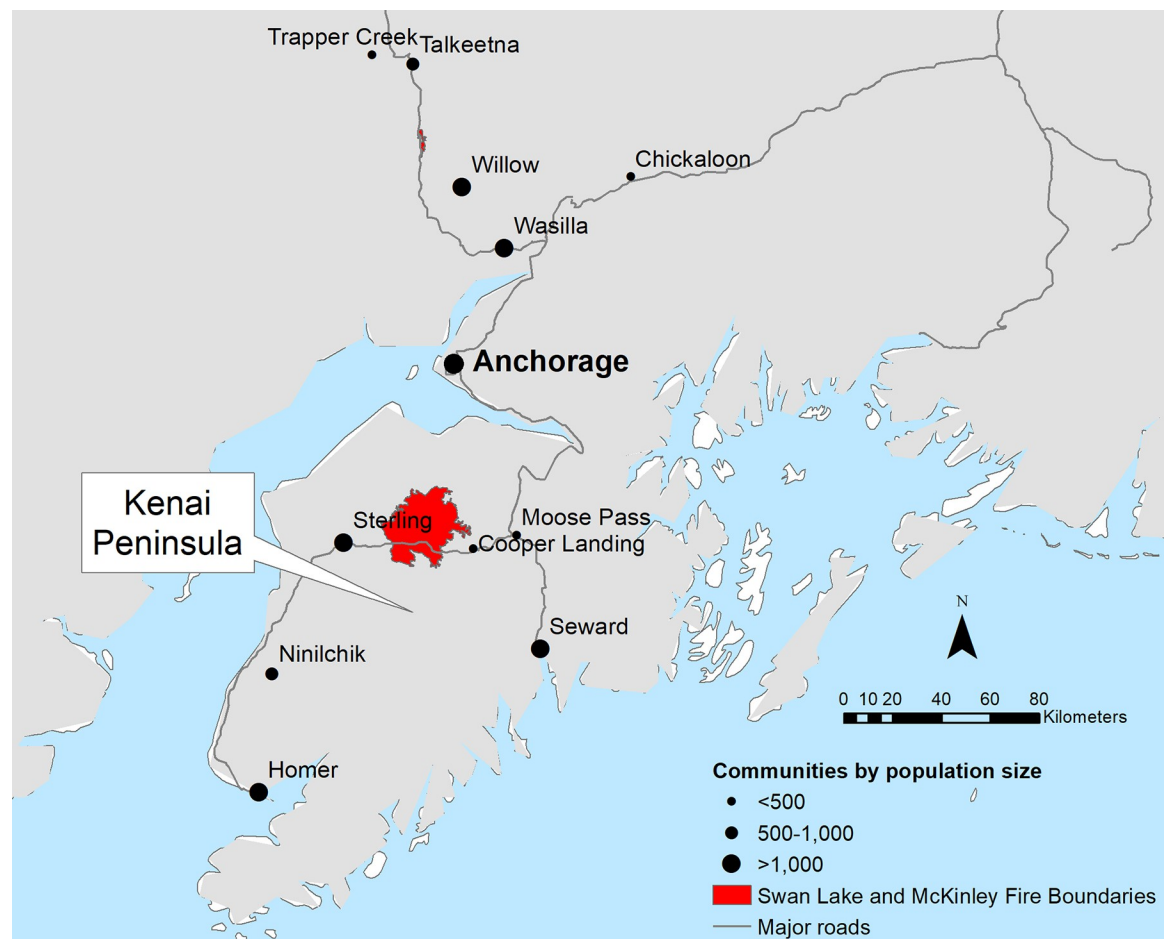 Trapper Creek
Talkeetna
Willow
Chickaloon
Wasilla
Anchorage
Kenai
Peninsula
Sterling
Moose Pass
Cooper Landing
Seward
Ninilchik
Homer
N
0 10 20 40 60 80
Kilometers
Communities by population size
<500
500-1,000
>1,000
Swan Lake and McKinley Fire Boundaries
Major roads